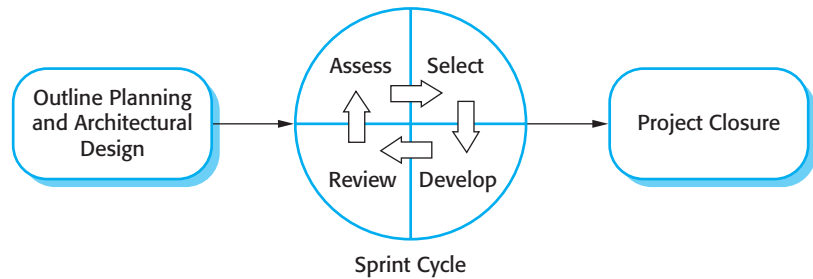 Outline Planning
and Architectural
Design
Assess
Select
Review
Develop
Project Closure
Sprint Cycle